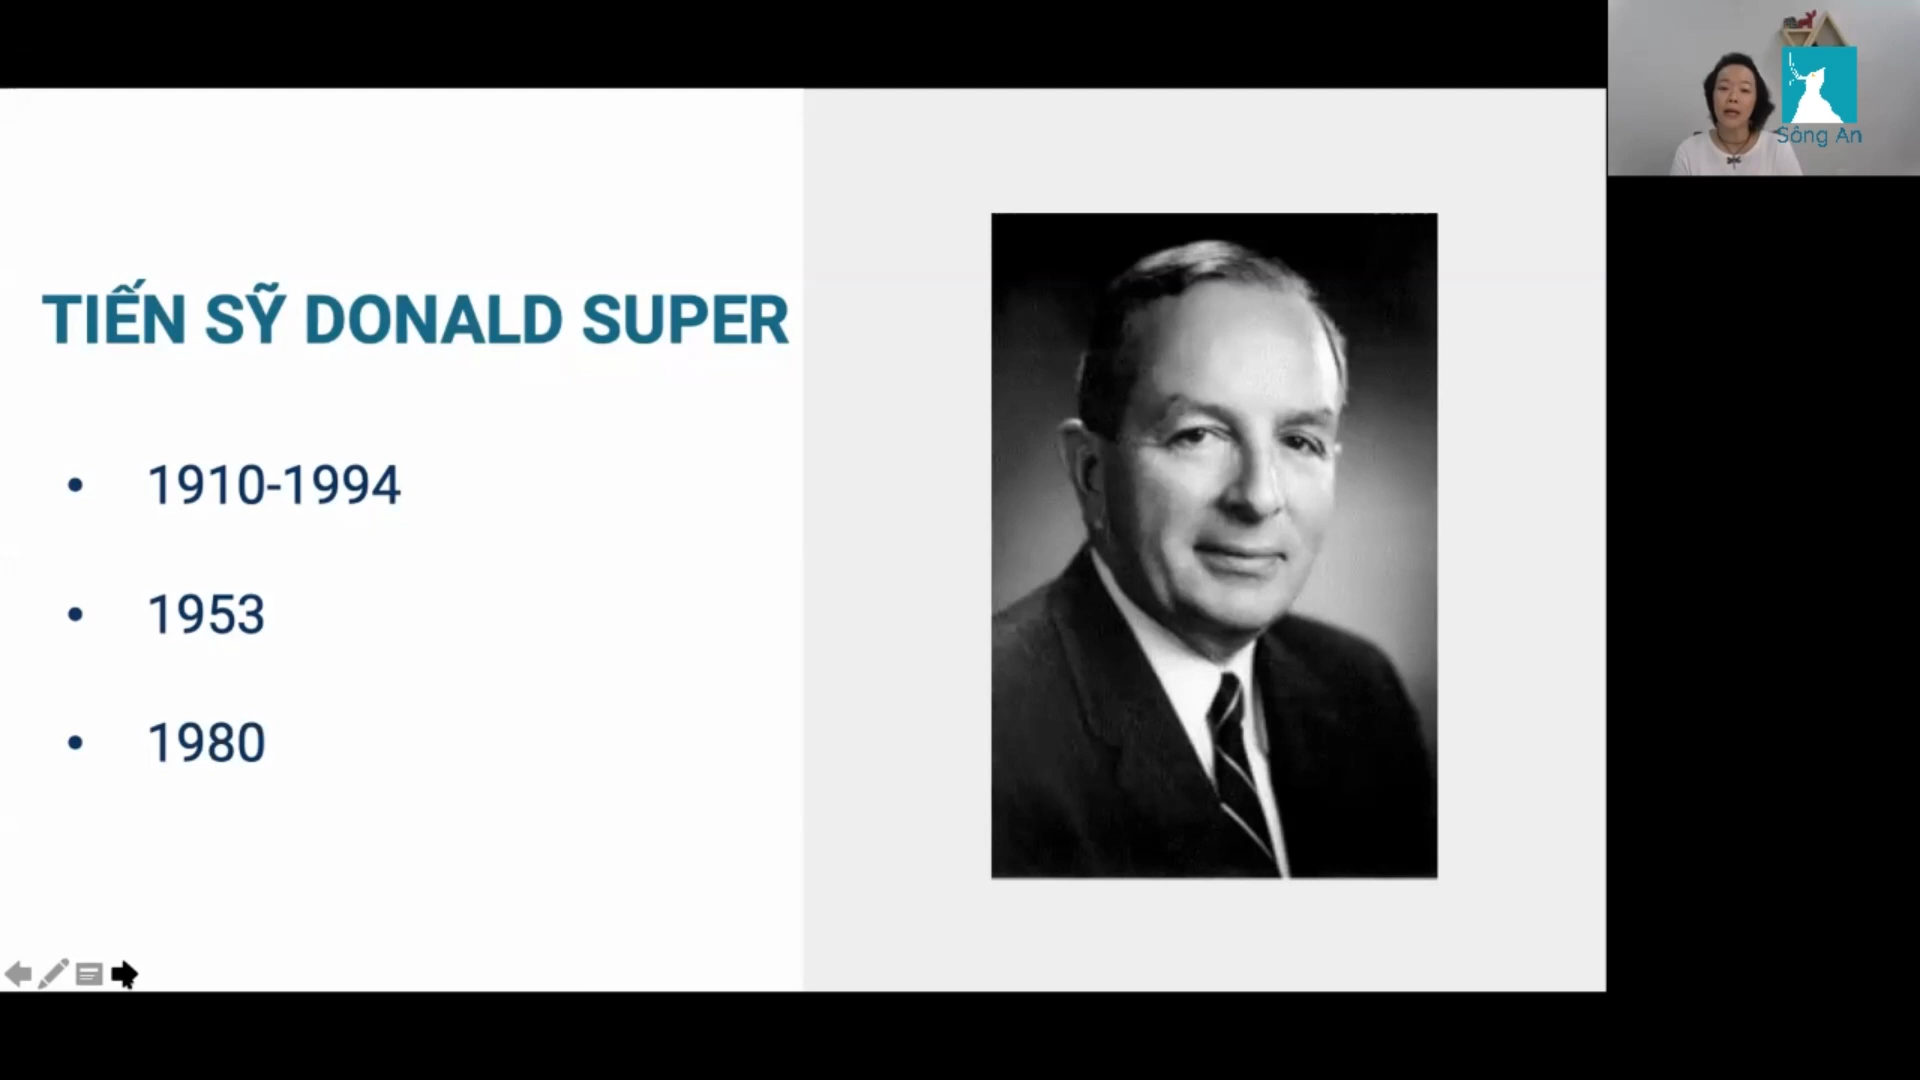 TIẾN SỸ DONALD SUPER
• 1910-1994
• 1953
• 1980
Sông An